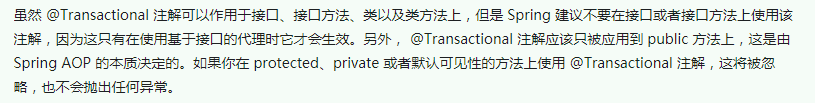 虽然 @Transactional 注解可以作用于接口、接口方法、类以及类方法上，但是 Spring 建议不要在接口或者接口方法上使用该
注解，因为这只有在使用基于接口的代理时它才会生效。另外， @Transactional 注解应该只被应用到 public 方法上，这是由
Spring AOP 的本质决定的。如果你在 protected、private 或者默认可见性的方法上使用 @Transactional 注解，这将被忽
略，也不会抛出任何异常。